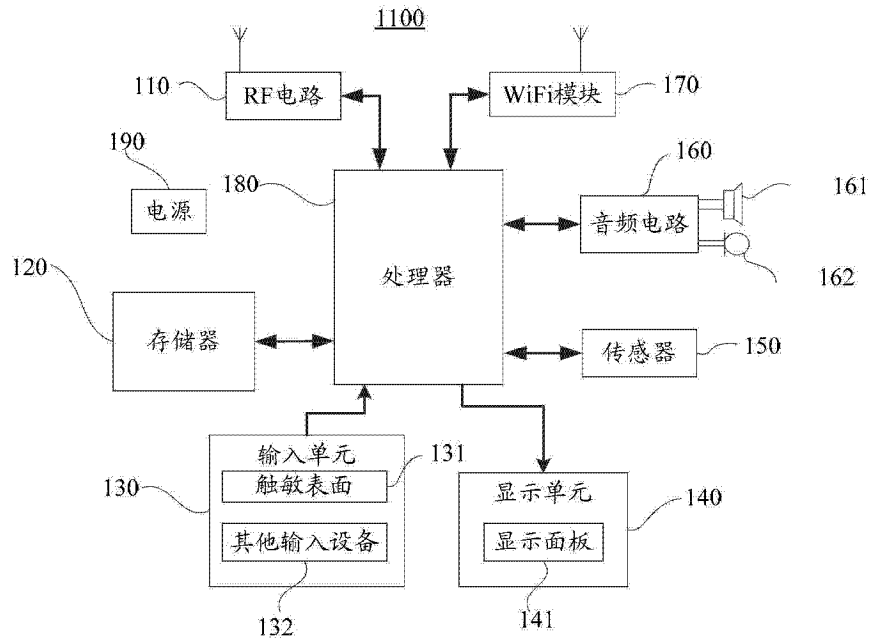 1100
110
RF电路
WiFi模块
170
190
180
160
161
电源
音频电路
120
处理器
162
存储器
传感器
150
输入单元
131
130
触敏表面
显示单元
140
其他输入设备
显示面板
132
141